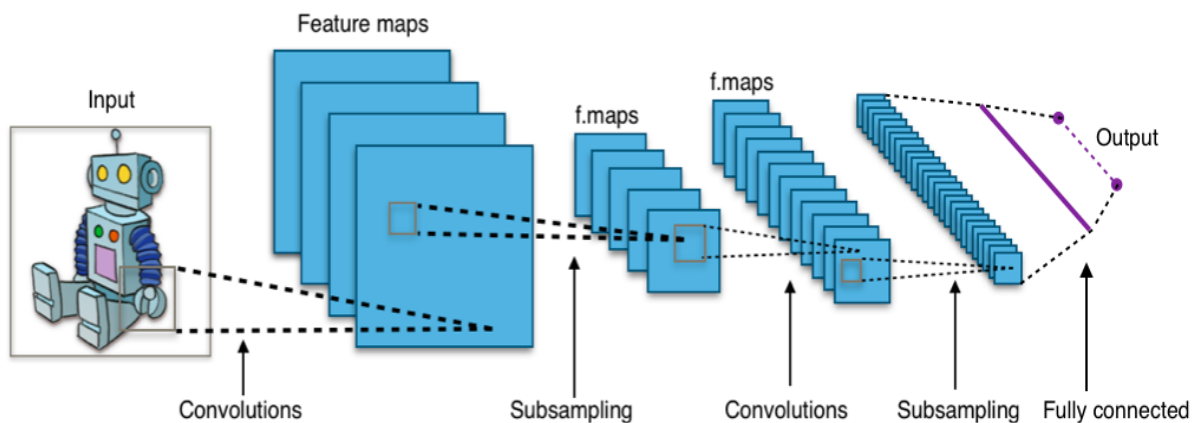 Feature maps
Input
f.maps
f.maps
Output
Convolutions
Subsampling
Convolutions
Subsampling
Fully connected